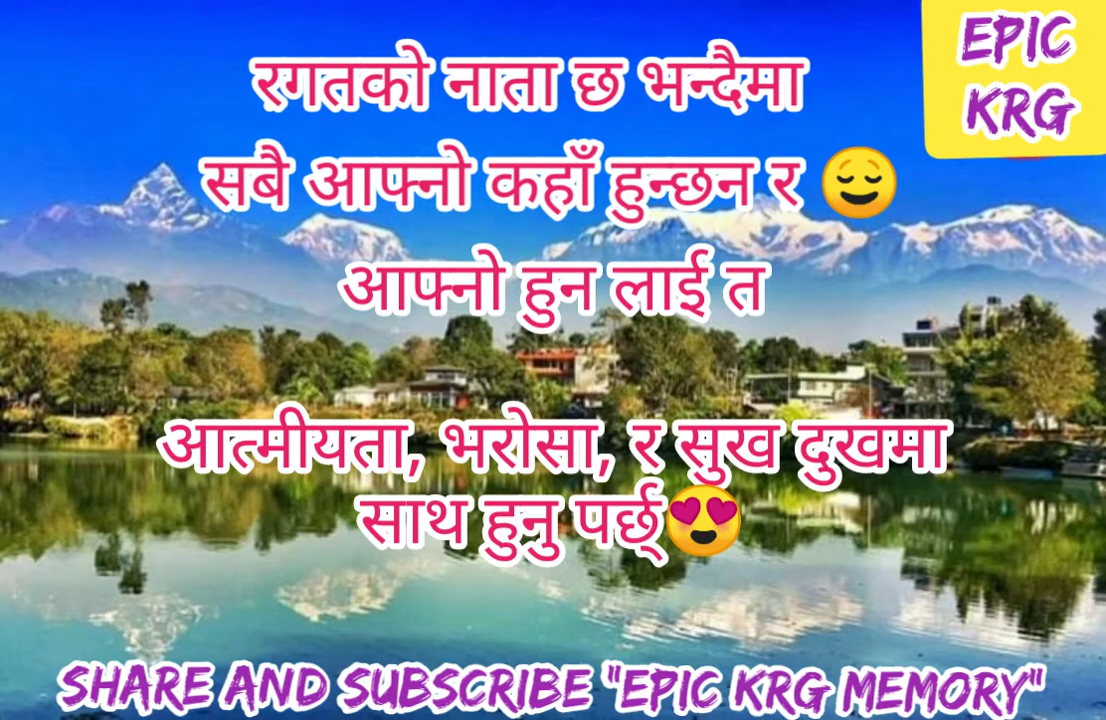 EPIC
KRG
रगतको नाता छ भन्दैमा
सबै आफ्नो कहाँ हुन्छन र 😌
आफ्नो हुन लाई त
आत्मीयता, भरोसा, र सुख दुखमा
साथ हुनु पर्छ्😍
SHARE AND SUBSCRIBE "EPIC KRG MEMORY"